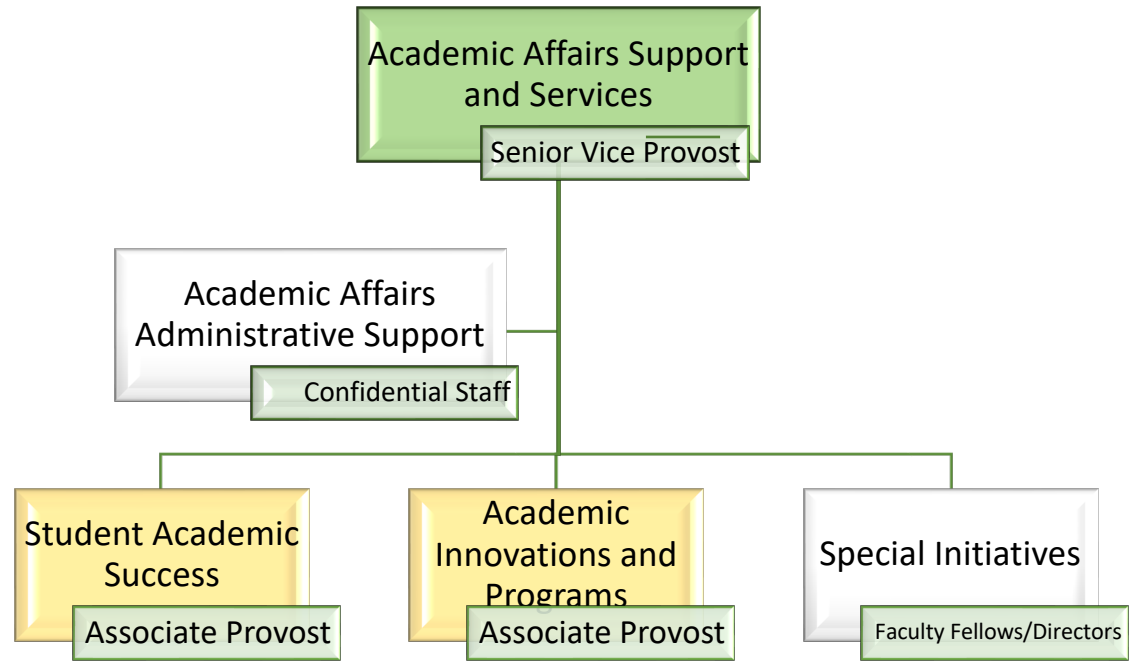 Academic Affairs Support
and Services
Senior Vice Provost
Academic Affairs
Administrative Support
Confidential Staff
Student Academic
Success
Associate Provost
Academic
Innovations and
Programs
Associate Provost
Special Initiatives
Faculty Fellows/Directors